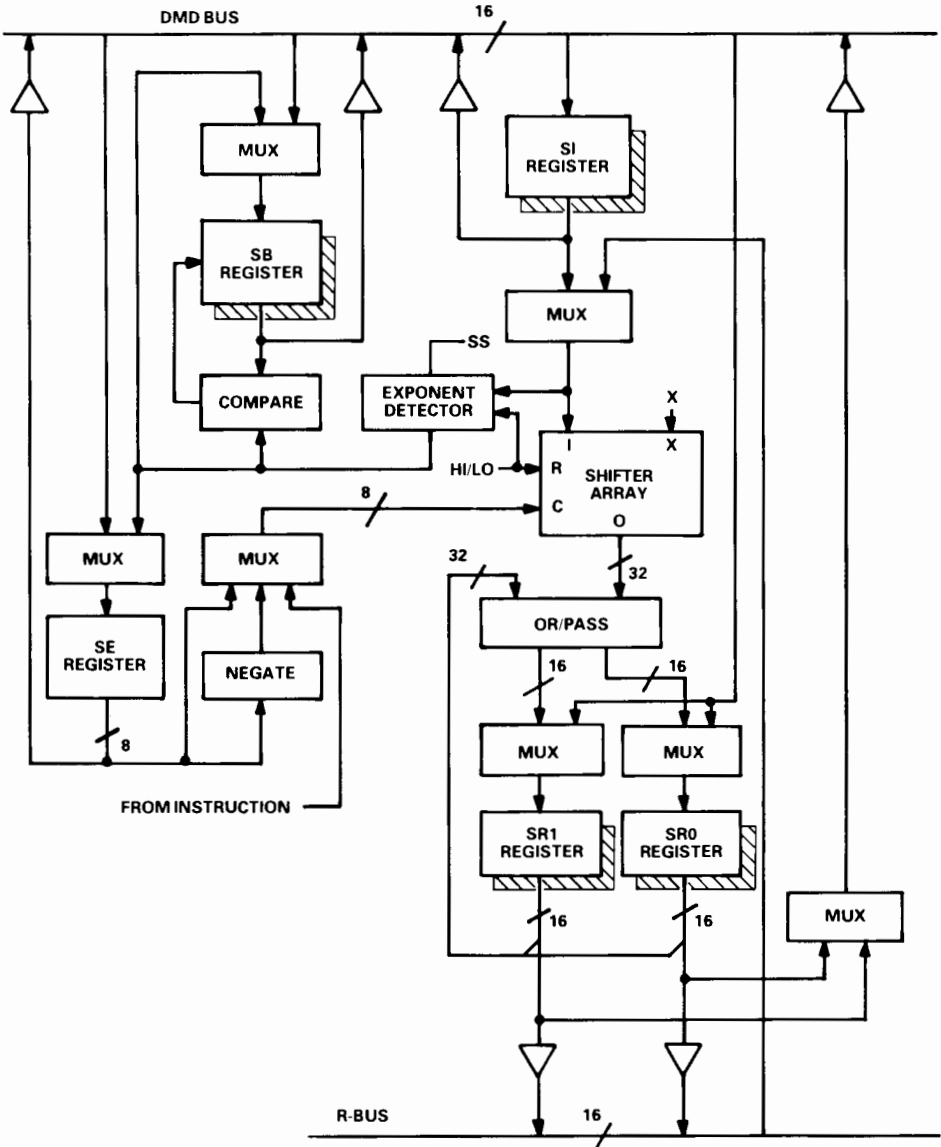 DMD BUS
16
MUX
SI
REGISTER
SB
REGISTER
MUX
SS
COMPARE
EXPONENT
DETECTOR
X
I
X
HI/LO
R
SHIFTER
ARRAY
8
C
O
MUX
MUX
32
32
OR/PASS
SE
REGISTER
NEGATE
16
16
8
MUX
MUX
FROM INSTRUCTION
SR1
REGISTER
SR0
REGISTER
16
16
MUX
R-BUS
16